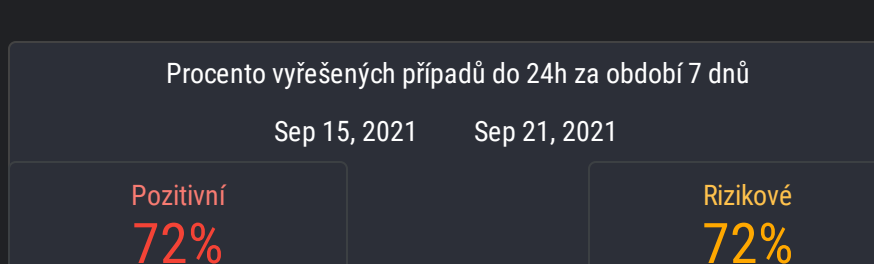 Procento vyřešených případů do 24h za období 7 dnů
Sep 15, 2021 Sep 21, 2021
Pozitivní Rizikové
72% 72%